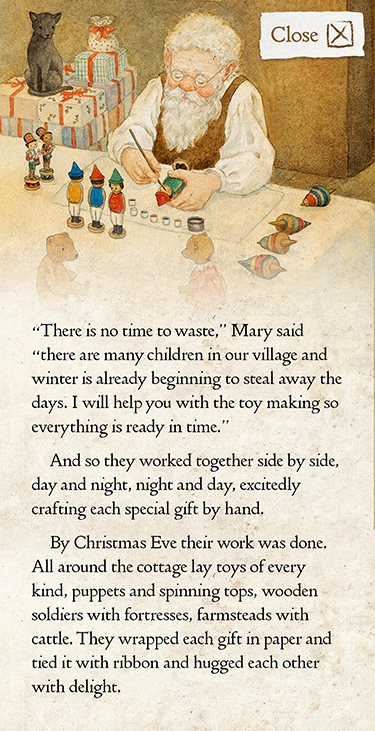 Close
“There is no time to waste,” Mary said
“there are many children in our village and
winter is already beginning to steal away the
days. I will help you with the toy making so
everything is ready in time.”
And so they worked together side by side,
day and night, night and day, excitedly
crafting each special gift by hand.
By Christmas Eve their work was done.
All around the cottage lay toys of every
kind, puppets and spinning tops, wooden
soldiers with fortresses, farmsteads with
cattle. They wrapped each gift in paper and
tied it with ribbon and hugged each other
with delight.